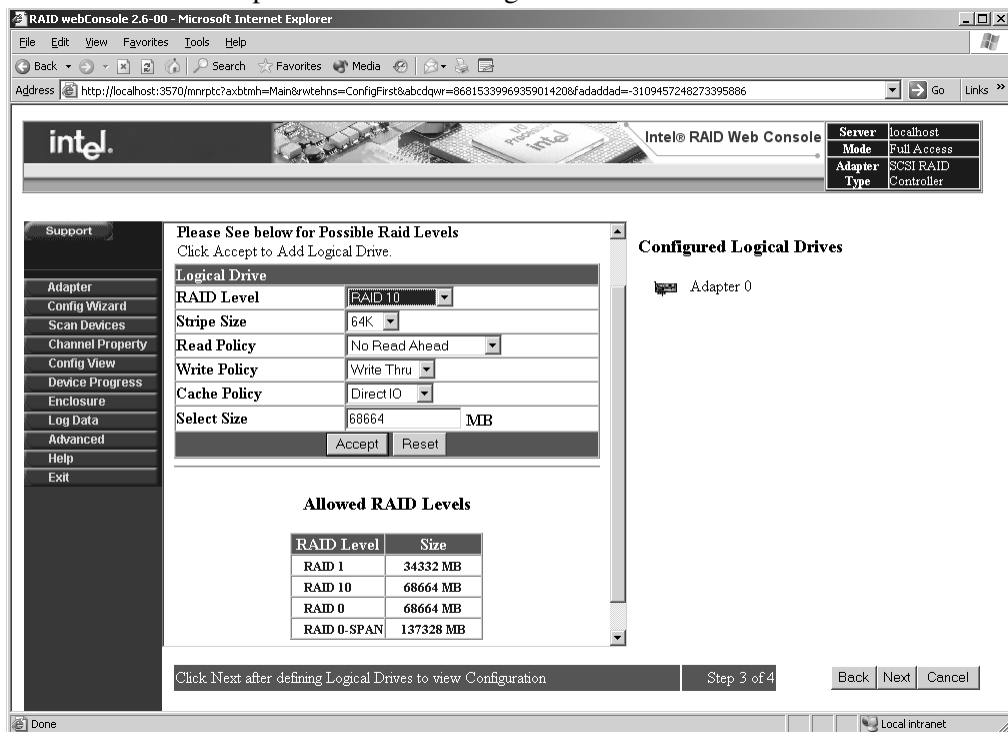 RAID webConsole 2.6-00 - Microsoft Internet Explorer
File Edit View Favorites Tools Help
Back Search Favorites Media
Address http://localhost:3570/mnrptc?axbtmh=Main&rwtehns=ConfigFirst&abcdqwr=8681533996935901420&fadaddad=-3109457248273395886 Go Links »
intel.
Intel® RAID Web Console
Server localhost
Mode Full Access
Adapter Type SCSI RAID Controller
Support
Adapter
Config Wizard
Scan Devices
Channel Property
Config View
Device Progress
Enclosure
Log Data
Advanced
Help
Exit
Please See below for Possible Raid Levels
Click Accept to Add Logical Drive.
Logical Drive
RAID Level RAID 10
Stripe Size 64K
Read Policy No Read Ahead
Write Policy Write Thru
Cache Policy Direct IO
Select Size 68664 MB
Accept Reset
Allowed RAID Levels
RAID Level Size
RAID 1 34332 MB
RAID 10 68664 MB
RAID 0 68664 MB
RAID 0-SPAN 137328 MB
Configured Logical Drives
Adapter 0
Click Next after defining Logical Drives to view Configuration Step 3 of 4
Back Next Cancel
Done Local intranet